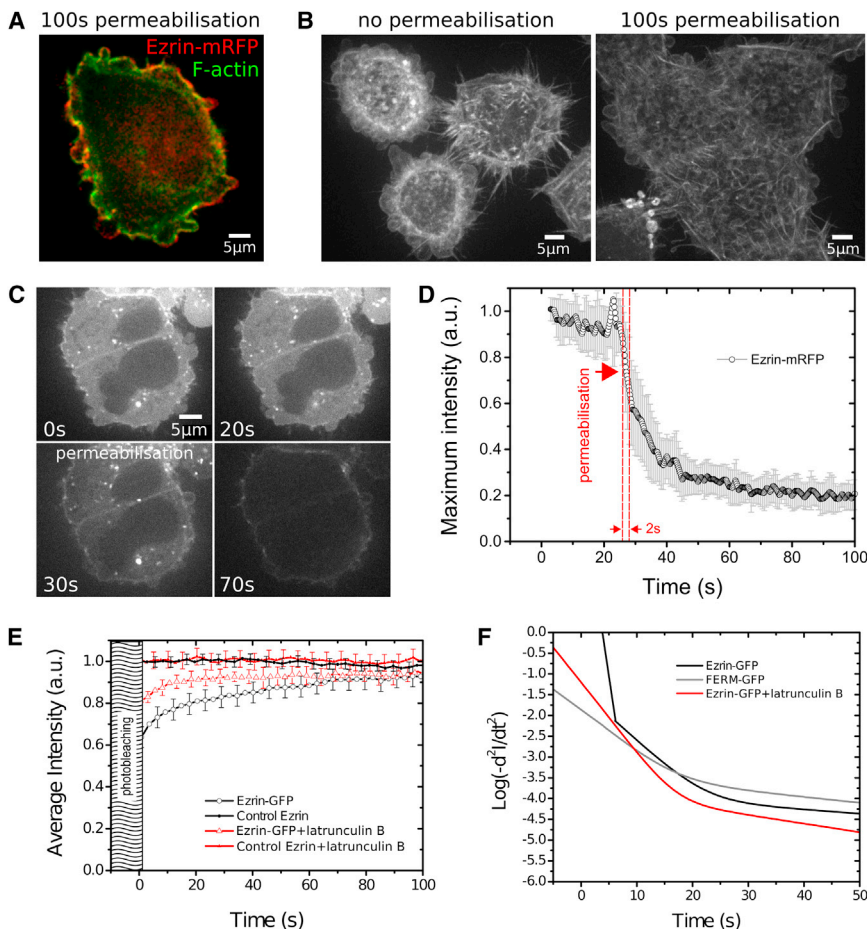 A
100s permeabilisation
Ezrin-mRFP
F-actin
5μm
B
no permeabilisation
100s permeabilisation
5μm
5μm
C
0s
5μm
20s
permeabilisation
30s
70s
D
Maximum intensity (a.u.)
1.0
0.8
0.6
0.4
0.2
0.0
permeabilisation
Ezrin-mRFP
2s
0 20 40 60 80 100
Time (s)
E
Average Intensity (a.u.)
1.0
0.8
0.6
0.4
0.2
0.0
photobleaching
Ezrin-GFP
Control Ezrin
Ezrin-GFP+latrunculin B
Control Ezrin+latrunculin B
0 20 40 60 80 100
Time (s)
F
Log(-d²I/dt²)
0.0
-0.5
-1.0
-1.5
-2.0
-2.5
-3.0
-3.5
-4.0
-4.5
-5.0
-5.5
-6.0
Ezrin-GFP
FERM-GFP
Ezrin-GFP+latrunculin B
0 10 20 30 40 50
Time (s)